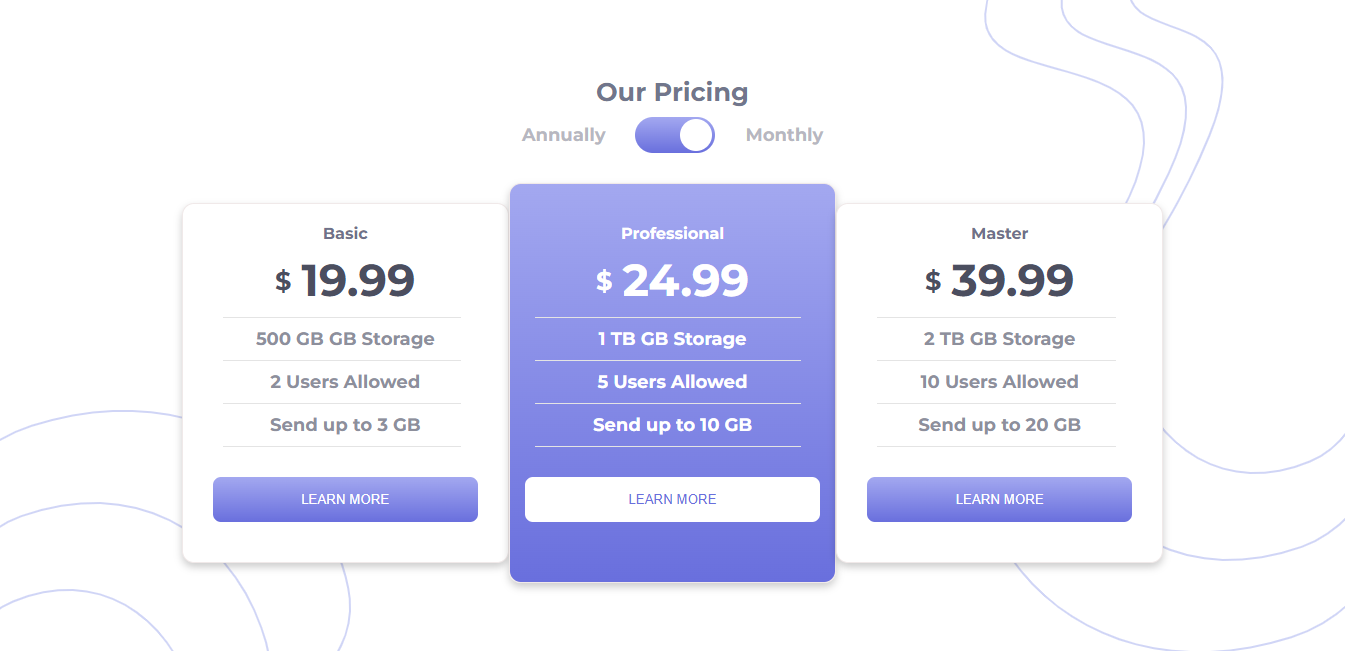 Our Pricing
Annually Monthly
Basic
$ 19.99
500 GB GB Storage
2 Users Allowed
Send up to 3 GB
LEARN MORE
Professional
$ 24.99
1 TB GB Storage
5 Users Allowed
Send up to 10 GB
LEARN MORE
Master
$ 39.99
2 TB GB Storage
10 Users Allowed
Send up to 20 GB
LEARN MORE